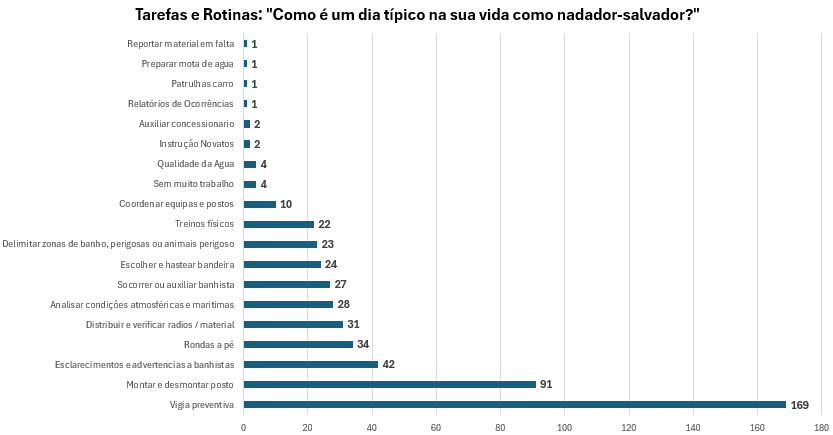 Tarefas e Rotinas: "Como é um dia típico na sua vida como nadador-salvador?"
Reportar material em falta 1
Preparar mota de agua 1
Patrulhas carro 1
Relatórios de Ocorrências 1
Auxiliar concessionario 2
Instrução Novatos 2
Qualidade da Agua 4
Sem muito trabalho 4
Coordenar equipas e postos 10
Treinos físicos 22
Delimitar zonas de banho, perigosas ou animais perigoso 23
Escolher e hastear bandeira 24
Socorrer ou auxiliar banhista 27
Analisar condições atmosféricas e maritimas 28
Distribuir e verificar radios / material 31
Rondas a pé 34
Esclarecimentos e advertencias a banhistas 42
Montar e desmontar posto 91
Vigia preventiva 169
0 20 40 60 80 100 120 140 160 180